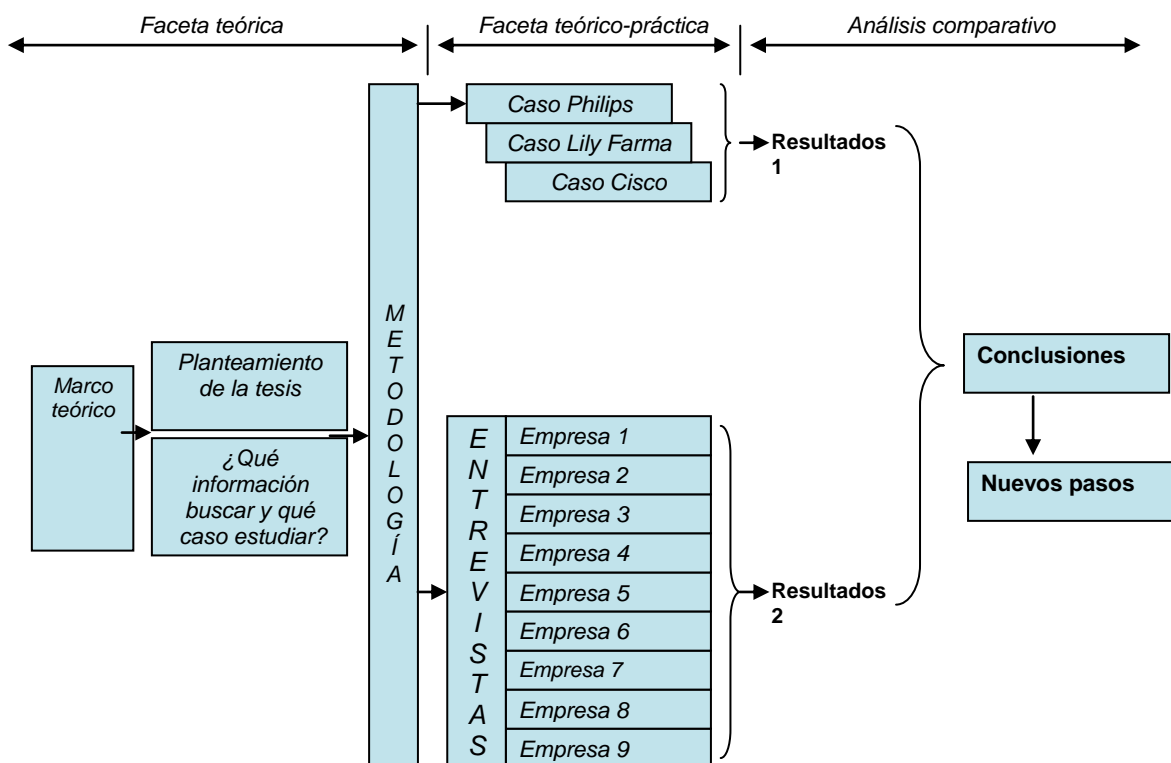 Faceta teórica
Faceta teórico-práctica
Análisis comparativo
Marco
teórico
Planteamiento
de la tesis
¿Qué
información
buscar y qué
caso estudiar?
METODOLOGÍA
Caso Philips
Caso Lily Farma
Caso Cisco
Resultados
1
ENTREVISTAS
Empresa 1
Empresa 2
Empresa 3
Empresa 4
Empresa 5
Empresa 6
Empresa 7
Empresa 8
Empresa 9
Resultados
2
Conclusiones
Nuevos pasos